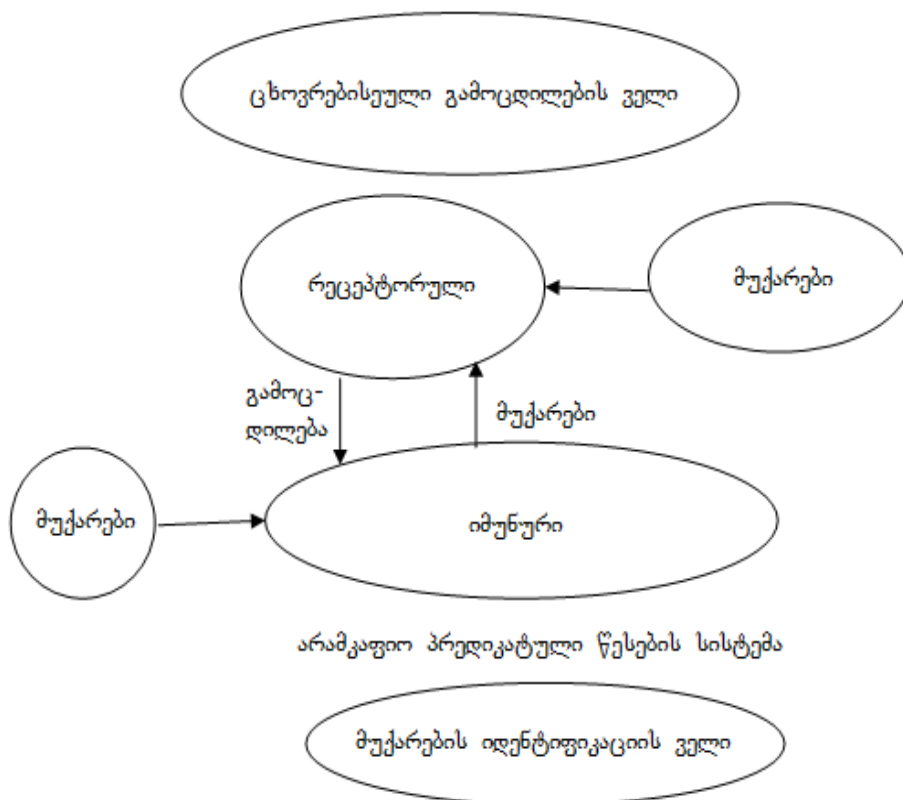 ცხოვრებისეული გამოცდილების ველი
რეცეპტორული
მუქარები
გამოც-
დილება
მუქარები
მუქარები
იმუნური
არამკაფიო პრედიკატული წესების სისტემა
მუქარების იდენტიფიკაციის ველი